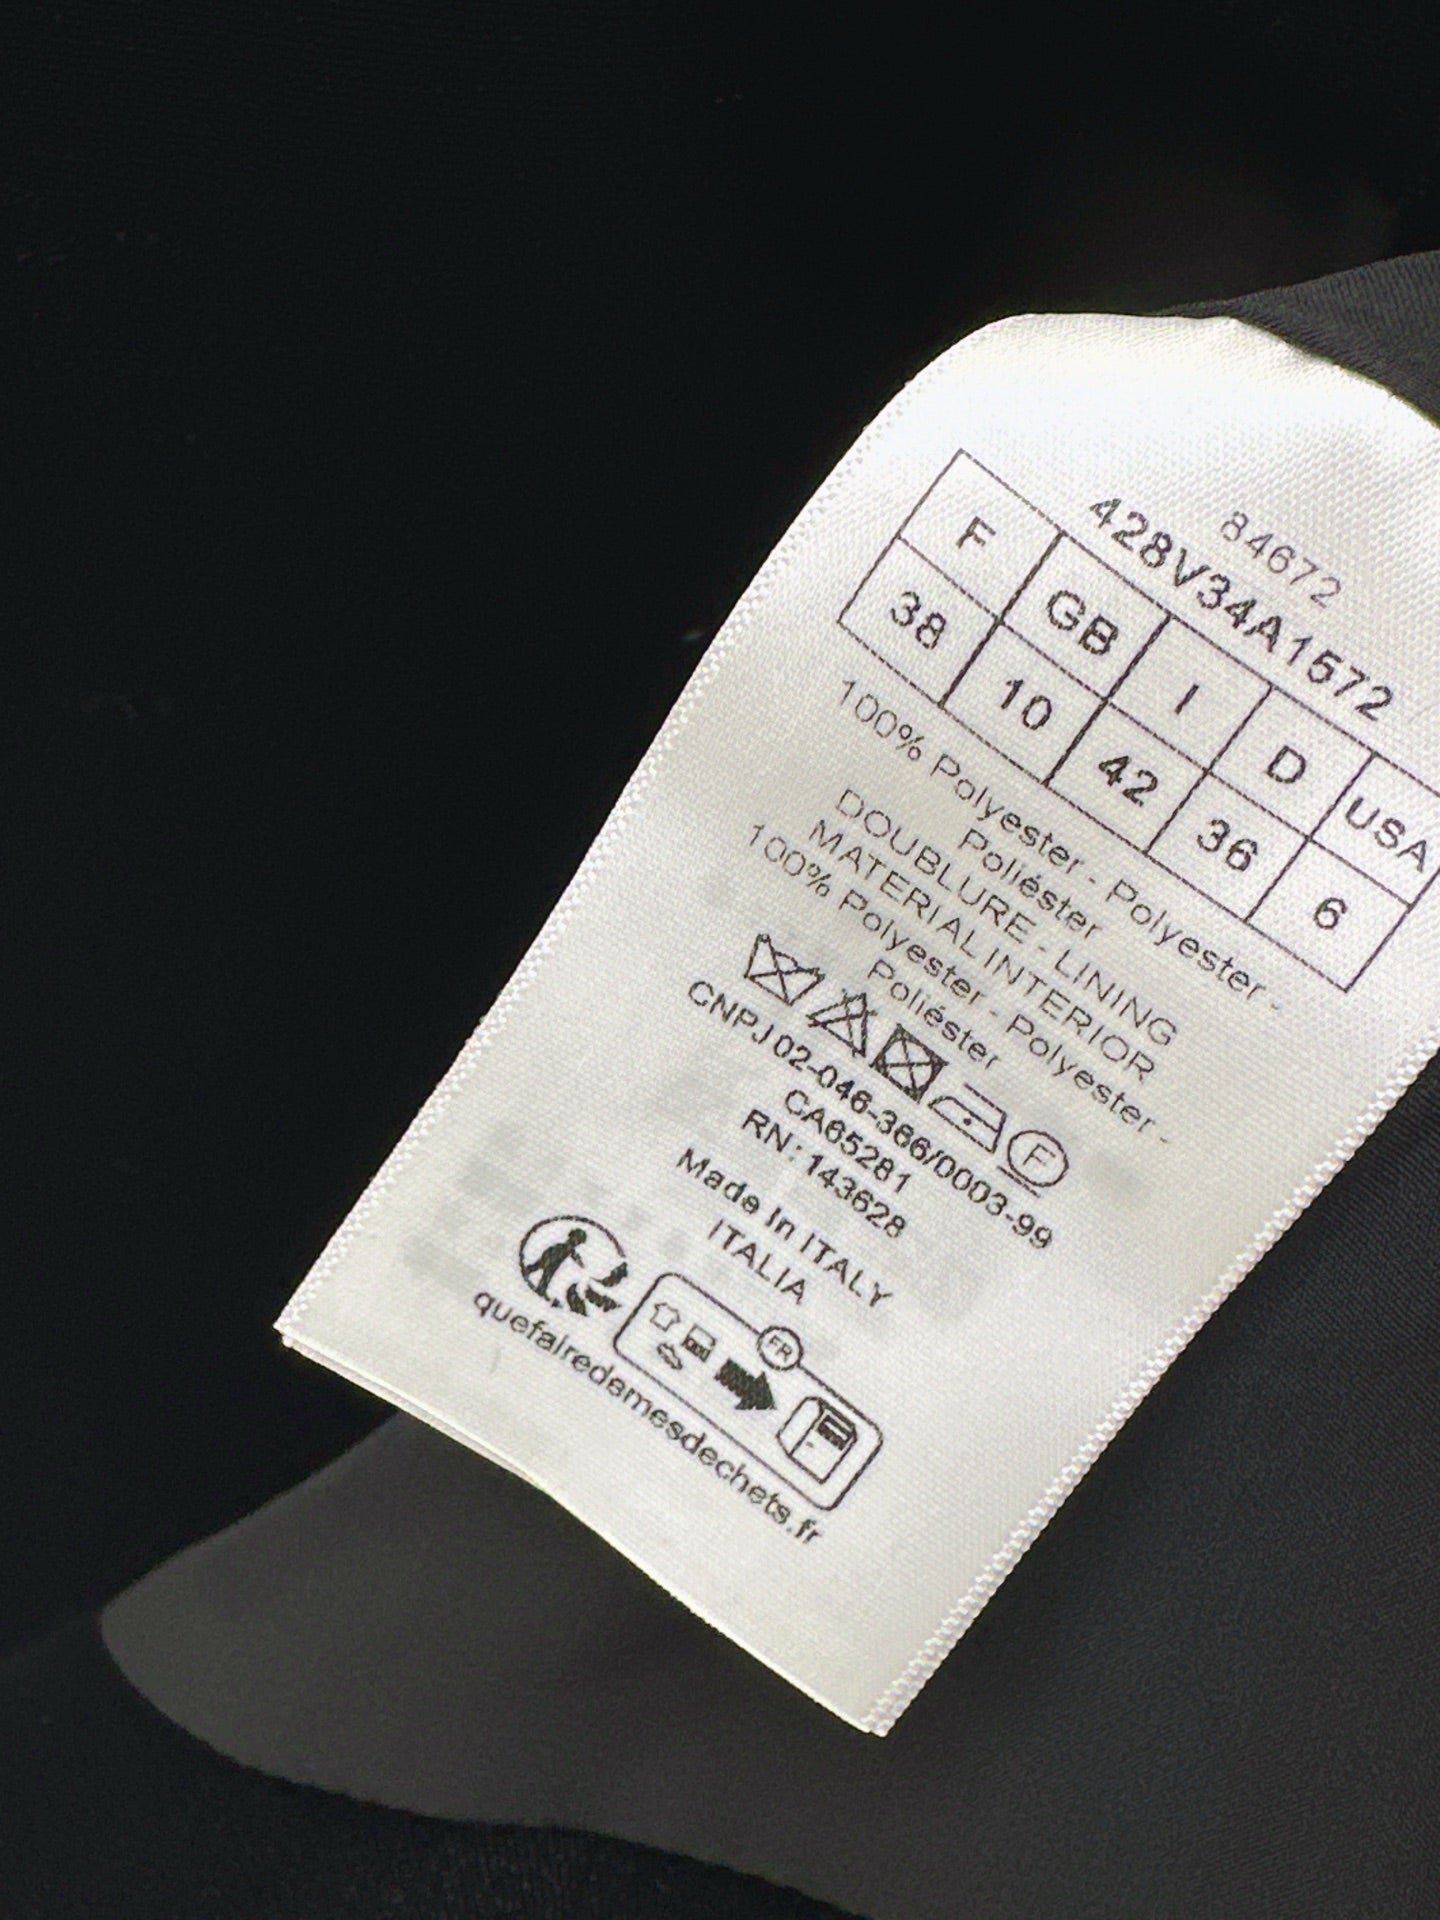 84672
428V34A1572
F GB I D USA
38 10 42 36 6
100% Polyester - Polyester -
Poliéster
DOUBLURE - LINING
MATERIAL INTERIOR
100% Polyester - Polyester -
Poliéster
F
CNPJ 02-046-366/0003-99
CA65281
RN: 143628
Made In ITALY
ITALIA
FR
quefairedemesdechets.fr